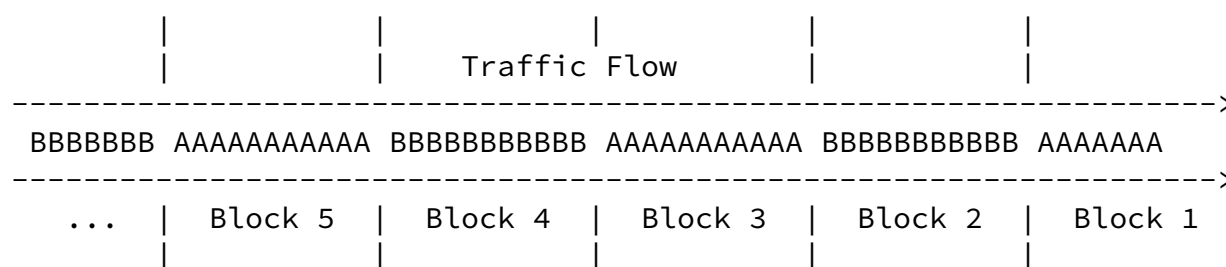 |           |           |           |           |
         |           |    Traffic Flow       |           |
------------------------------------------------------------------->
 BBBBBBB AAAAAAAAAAA BBBBBBBBBBB AAAAAAAAAAA BBBBBBBBBBB AAAAAAA
------------------------------------------------------------------->
   ...   |  Block 5  |  Block 4  |  Block 3  |  Block 2  |  Block 1
         |           |           |           |           |